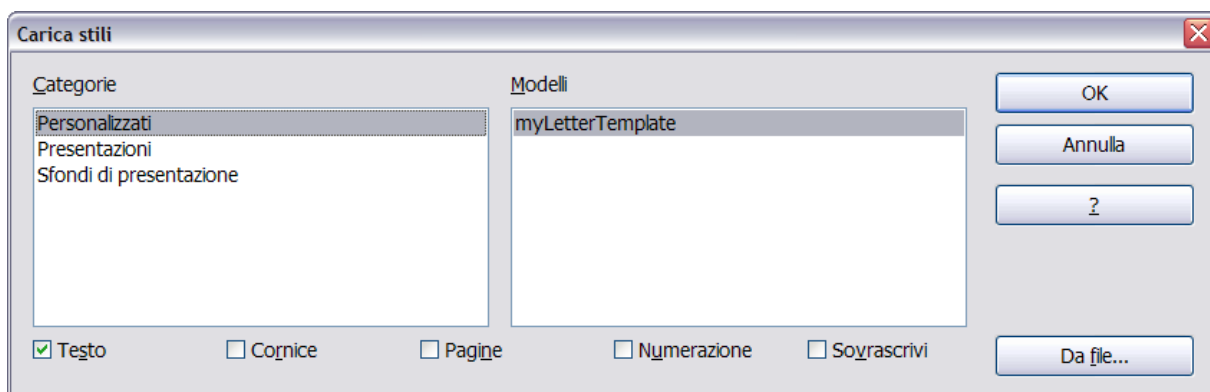 Carica stili
Categorie
Modelli
Personalizzati
Presentazioni
Sfondi di presentazione
myLetterTemplate
OK
Annulla
?
Testo Cornice Pagine Numerazione Sovrascrivi
Da file...